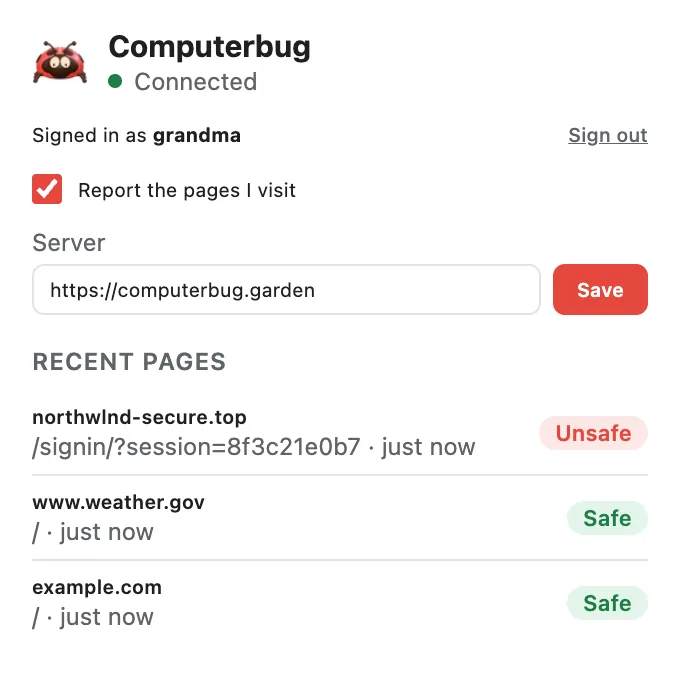 Computerbug
Connected
Signed in as grandma
Sign out
Report the pages I visit
Server
https://computerbug.garden
Save
RECENT PAGES
northwlnd-secure.top
/signin/?session=8f3c21e0b7 · just now
Unsafe
www.weather.gov
/ · just now
Safe
example.com
/ · just now
Safe